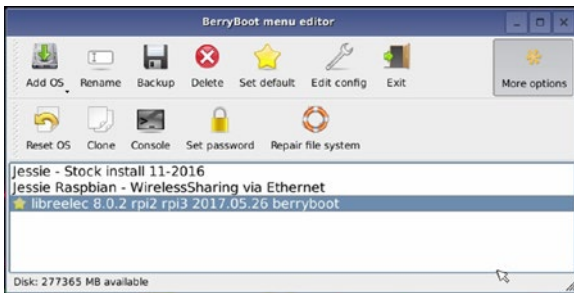 BerryBoot menu editor
Add OS Rename Backup Delete Set default Edit config Exit More options
Reset OS Clone Console Set password Repair file system
Jessie - Stock install 11-2016
Jessie Raspbian - WirelessSharing via Ethernet
libreelec 8.0.2 rpi2 rpi3 2017.05.26 berryboot
Disk: 277365 MB available